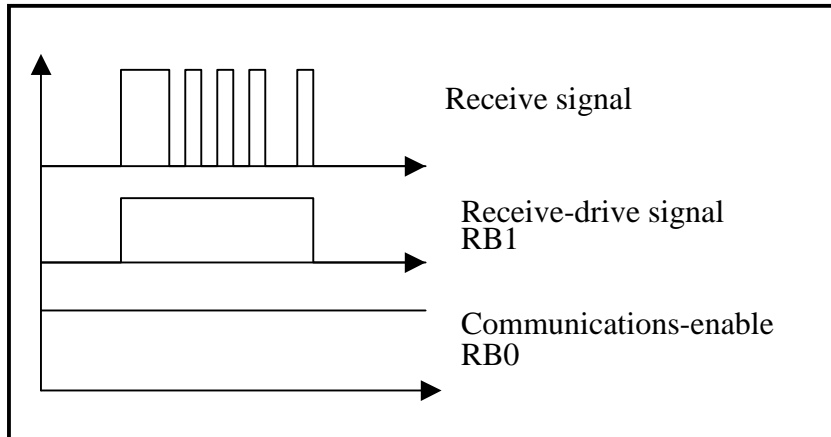 Receive signal
Receive-drive signal
RB1
Communications-enable
RB0